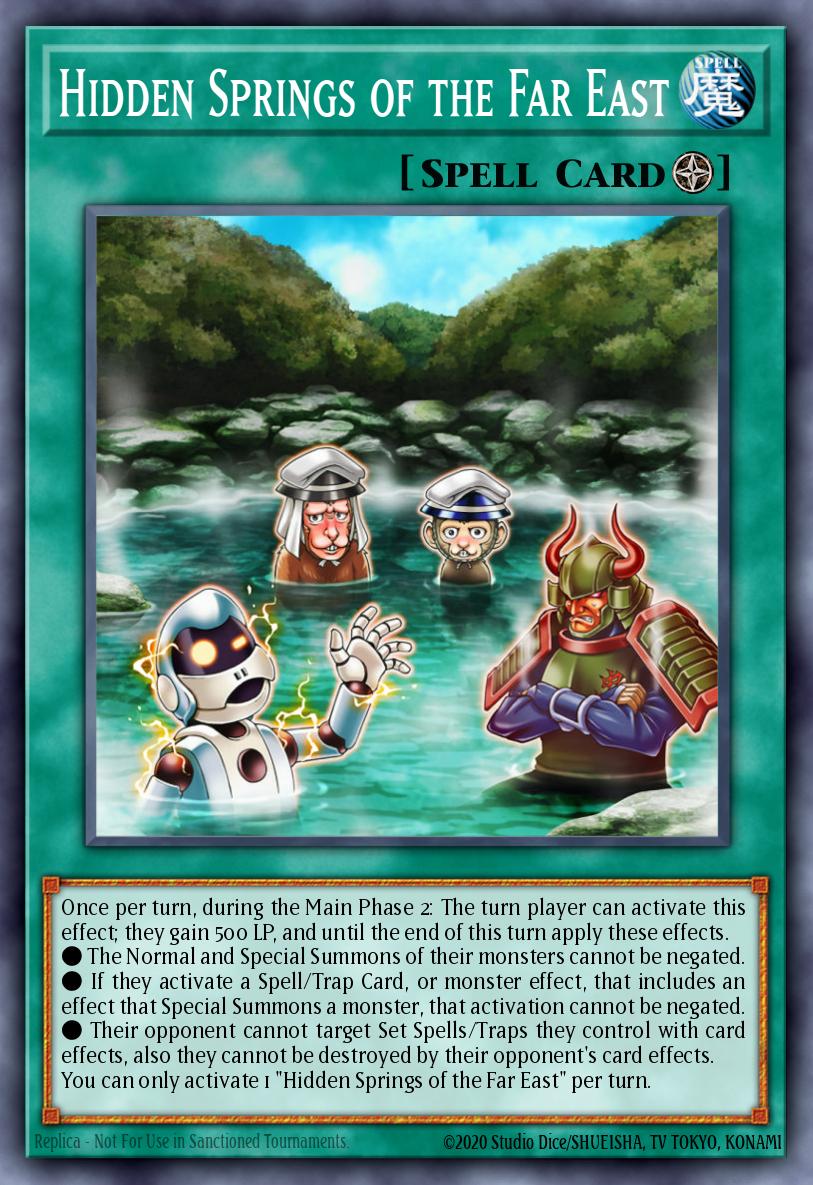 Hidden Springs of the Far East
SPELL
魔
[Spell Card]
Once per turn, during the Main Phase 2: The turn player can activate this
effect; they gain 500 LP, and until the end of this turn apply these effects.
● The Normal and Special Summons of their monsters cannot be negated.
● If they activate a Spell/Trap Card, or monster effect, that includes an
effect that Special Summons a monster, that activation cannot be negated.
● Their opponent cannot target Set Spells/Traps they control with card
effects, also they cannot be destroyed by their opponent's card effects.
You can only activate 1 "Hidden Springs of the Far East" per turn.
Replica - Not For Use in Sanctioned Tournaments.
©2020 Studio Dice/SHUEISHA, TV TOKYO, KONAMI